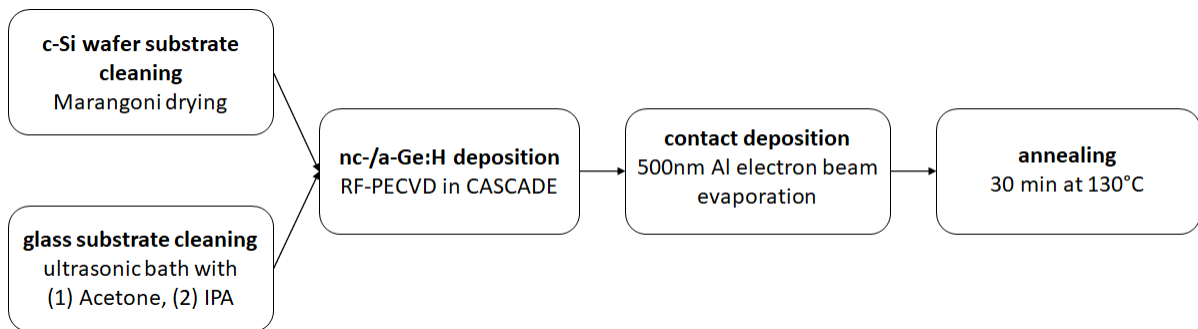 c-Si wafer substrate
cleaning
Marangoni drying
glass substrate cleaning
ultrasonic bath with
(1) Acetone, (2) IPA
nc-/a-Ge:H deposition
RF-PECVD in CASCADE
contact deposition
500nm Al electron beam
evaporation
annealing
30 min at 130°C